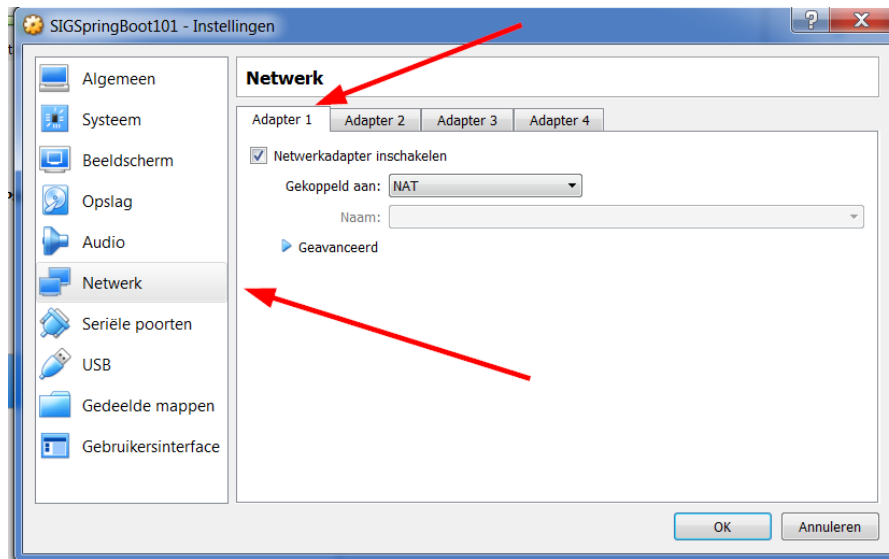 SIGSpringBoot101 - Instellingen
Algemeen
Systeem
Beeldscherm
Opslag
Audio
Netwerk
Seriële poorten
USB
Gedeelde mappen
Gebruikersinterface
Netwerk
Adapter 1 Adapter 2 Adapter 3 Adapter 4
Netwerkadapter inschakelen
Gekoppeld aan: NAT
Naam:
Geavanceerd
OK Annuleren